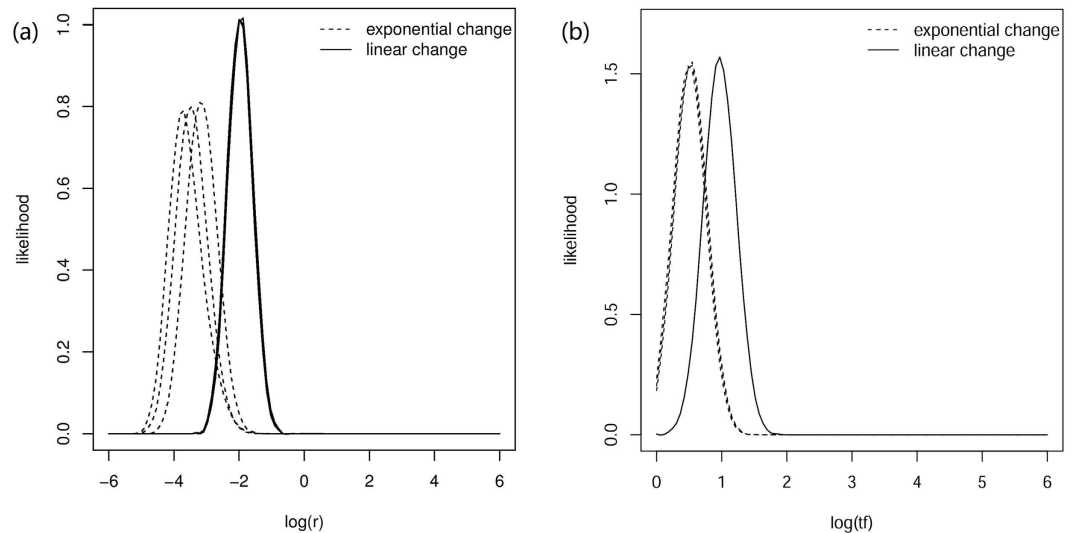 (a)
exponential change
linear change
likelihood
1.0
0.8
0.6
0.4
0.2
0.0
−6 −4 −2 0 2 4 6
log(r)
(b)
exponential change
linear change
likelihood
1.5
1.0
0.5
0.0
0 1 2 3 4 5 6
log(tf)